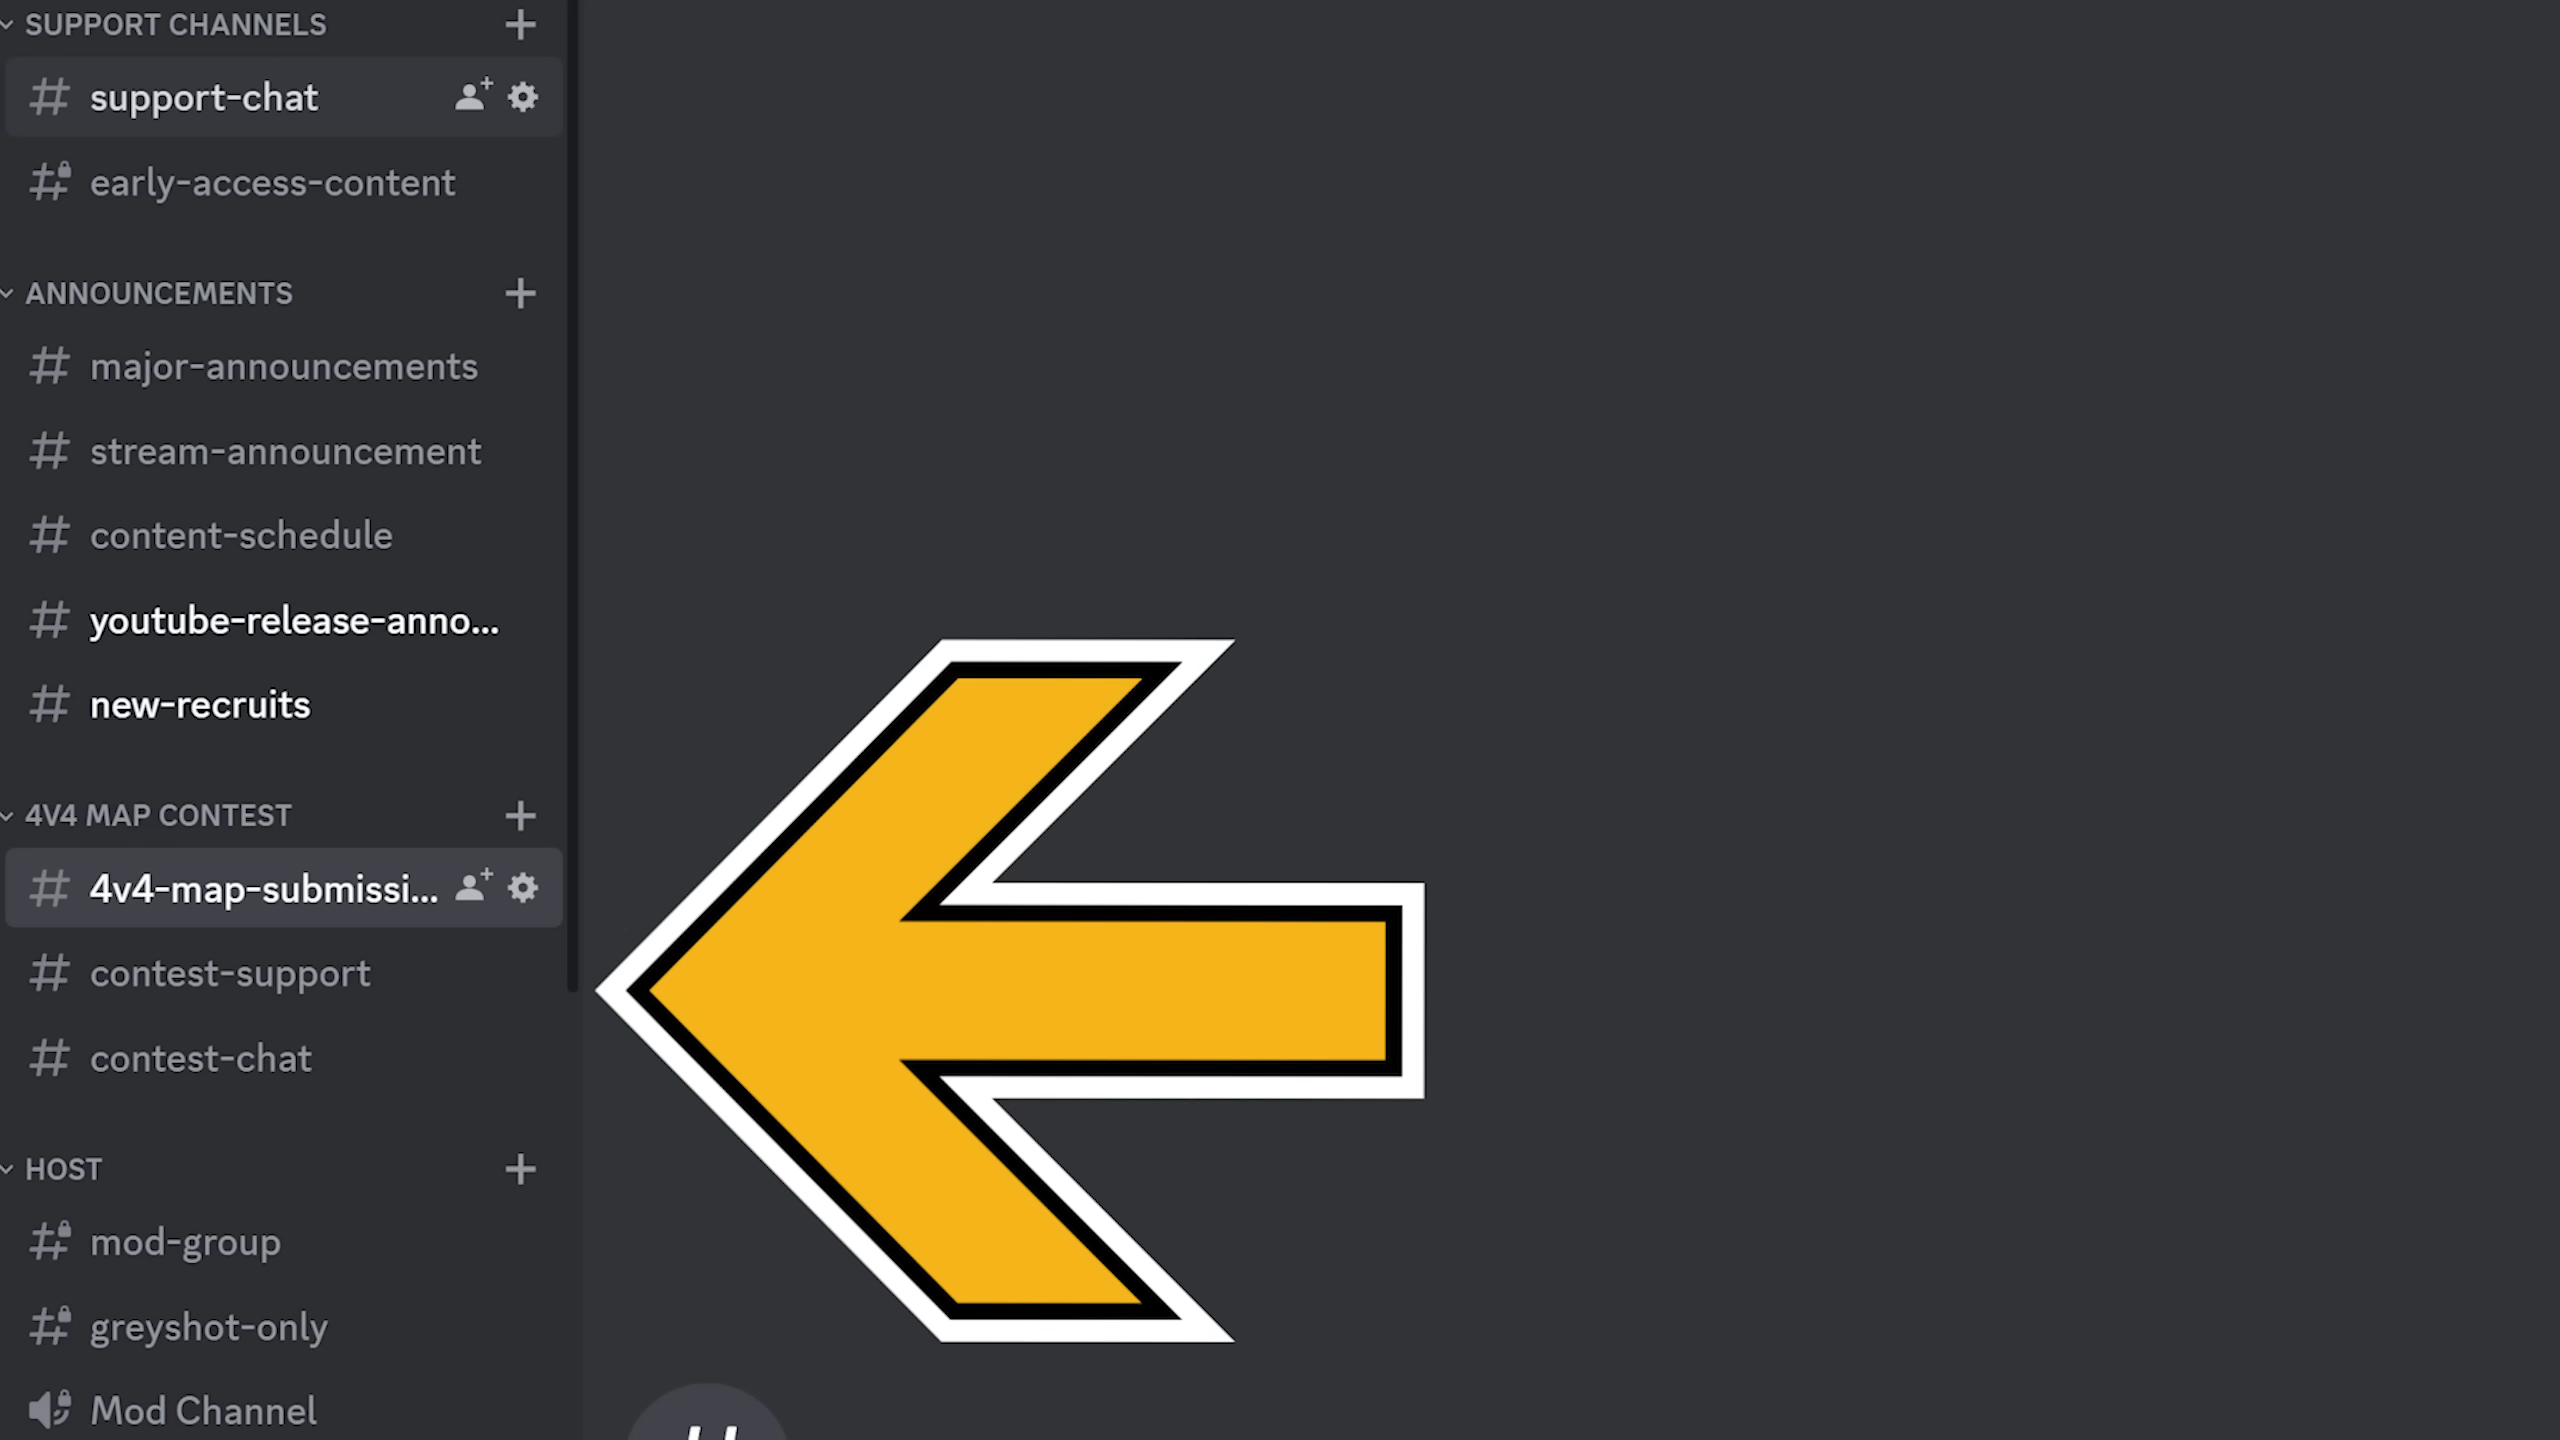 SUPPORT CHANNELS
# support-chat
# early-access-content
ANNOUNCEMENTS
# major-announcements
# stream-announcement
# content-schedule
# youtube-release-anno...
# new-recruits
4V4 MAP CONTEST
# 4v4-map-submissi...
# contest-support
# contest-chat
HOST
# mod-group
# greyshot-only
Mod Channel